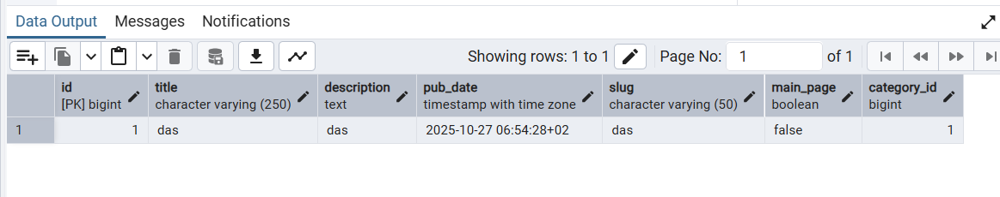 Data Output Messages Notifications
Showing rows: 1 to 1 Page No: 1 of 1
id title description pub_date slug main_page category_id
[PK] bigint character varying (250) text timestamp with time zone character varying (50) boolean bigint
1 1 das das 2025-10-27 06:54:28+02 das false 1